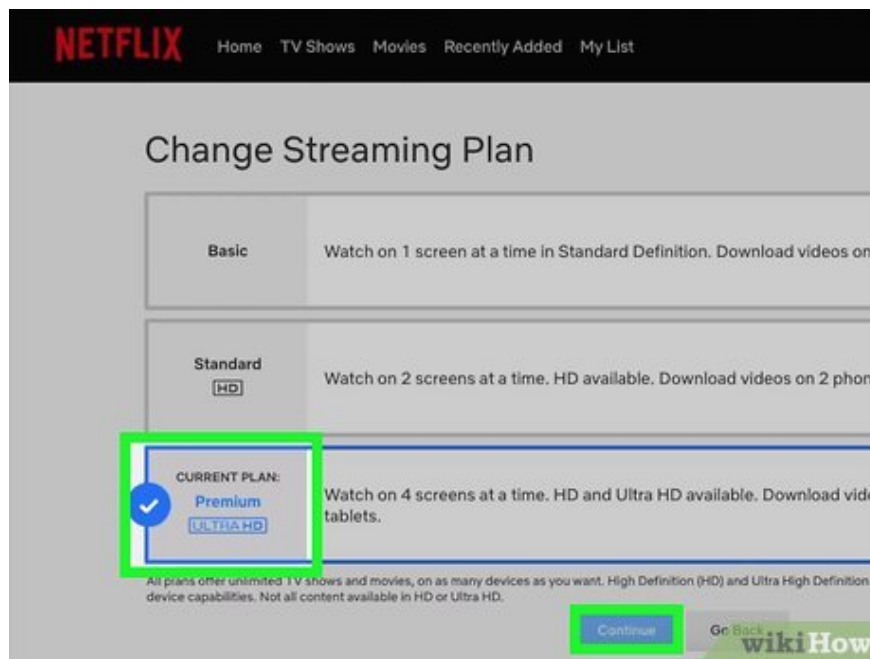 NETFLIX Home TV Shows Movies Recently Added My List
Change Streaming Plan
Basic
Watch on 1 screen at a time in Standard Definition. Download videos on
Standard
HD
Watch on 2 screens at a time. HD available. Download videos on 2 phon
CURRENT PLAN:
Premium
ULTRA HD
Watch on 4 screens at a time. HD and Ultra HD available. Download vide
tablets.
All plans offer unlimited TV shows and movies, on as many devices as you want. High Definition (HD) and Ultra High Definition
device capabilities. Not all content available in HD or Ultra HD.
Continue Go Back
wikiHow